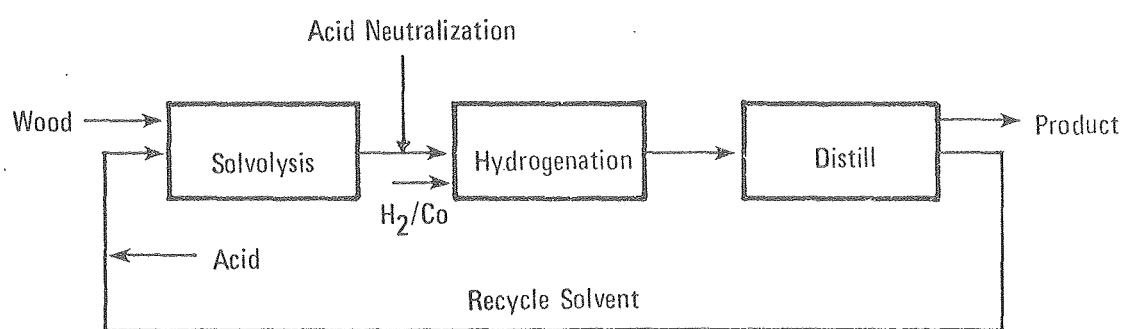 Acid Neutralization
Wood
Solvolysis
Hydrogenation
Distill
Product
H₂/Co
Acid
Recycle Solvent